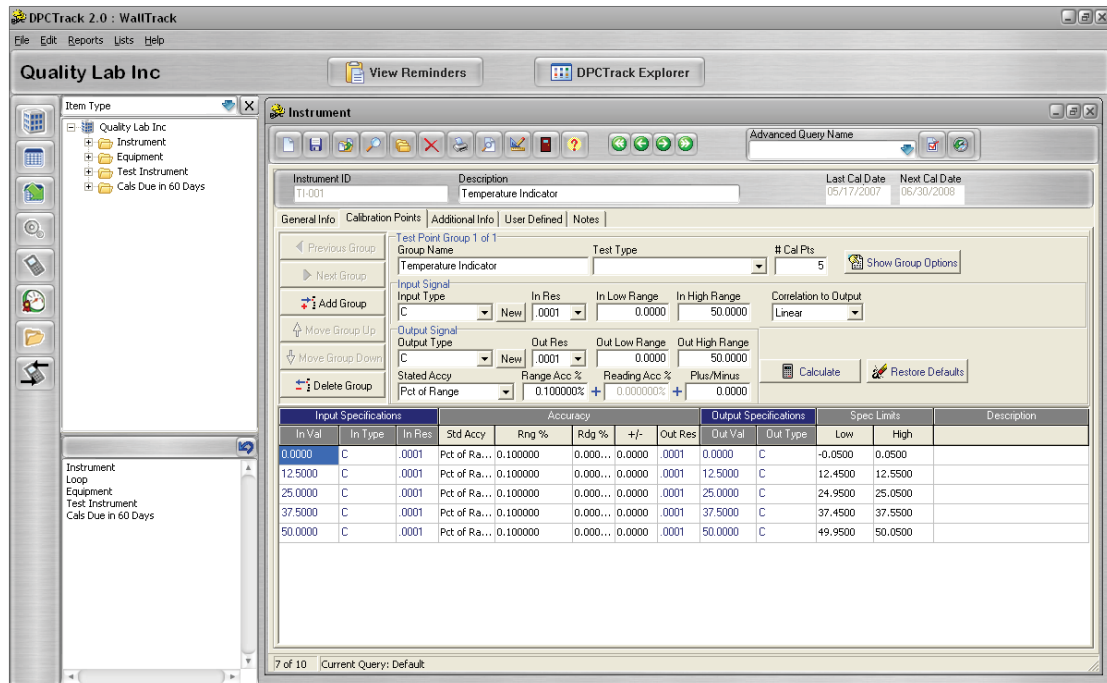 DPCTrack 2.0 : WallTrack
File Edit Reports Lists Help
Quality Lab Inc
View Reminders
DPCTrack Explorer
Item Type
Quality Lab Inc
Instrument
Equipment
Test Instrument
Cals Due in 60 Days
Instrument
Loop
Equipment
Test Instrument
Cals Due in 60 Days
Instrument
Advanced Query Name
Instrument ID Description Last Cal Date Next Cal Date
TI-001 Temperature Indicator 05/17/2007 06/30/2008
General Info Calibration Points Additional Info User Defined Notes
Previous Group
Next Group
Add Group
Move Group Up
Move Group Down
Delete Group
Test Point Group 1 of 1
Group Name Test Type # Cal Pts
Temperature Indicator 5 Show Group Options
Input Signal
Input Type In Res In Low Range In High Range Correlation to Output
C New .0001 0.0000 50.0000 Linear
Output Signal
Output Type Out Res Out Low Range Out High Range
C New .0001 0.0000 50.0000
Calculate Restore Defaults
Stated Accy Range Acc % Reading Acc % Plus/Minus
Pct of Range 0.100000% + 0.000000% + 0.0000
Input Specifications Accuracy Output Specifications Spec Limits Description
In Val In Type In Res Std Accy Rng % Rdg % +/- Out Res Out Val Out Type Low High
0.0000 C .0001 Pct of Ra... 0.100000 0.000... 0.0000 .0001 0.0000 C -0.0500 0.0500
12.5000 C .0001 Pct of Ra... 0.100000 0.000... 0.0000 .0001 12.5000 C 12.4500 12.5500
25.0000 C .0001 Pct of Ra... 0.100000 0.000... 0.0000 .0001 25.0000 C 24.9500 25.0500
37.5000 C .0001 Pct of Ra... 0.100000 0.000... 0.0000 .0001 37.5000 C 37.4500 37.5500
50.0000 C .0001 Pct of Ra... 0.100000 0.000... 0.0000 .0001 50.0000 C 49.9500 50.0500
7 of 10 Current Query: Default